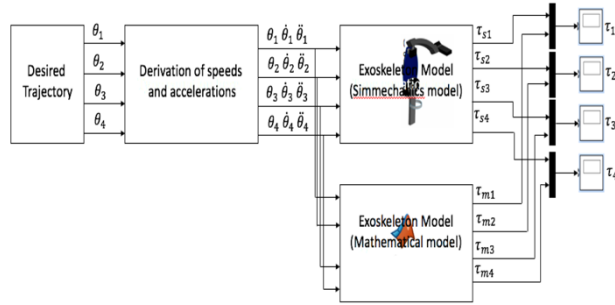 Desired
Trajectory
θ₁
θ₂
θ₃
θ₄
Derivation of speeds
and accelerations
θ₁ θ̇₁ θ̈₁
θ₂ θ̇₂ θ̈₂
θ₃ θ̇₃ θ̈₃
θ₄ θ̇₄ θ̈₄
Exoskeleton Model
(Simmechanics model)
τₛ₁
τₛ₂
τₛ₃
τₛ₄
Exoskeleton Model
(Mathematical model)
τₘ₁
τₘ₂
τₘ₃
τₘ₄
τ₁
τ₂
τ₃
τ₄